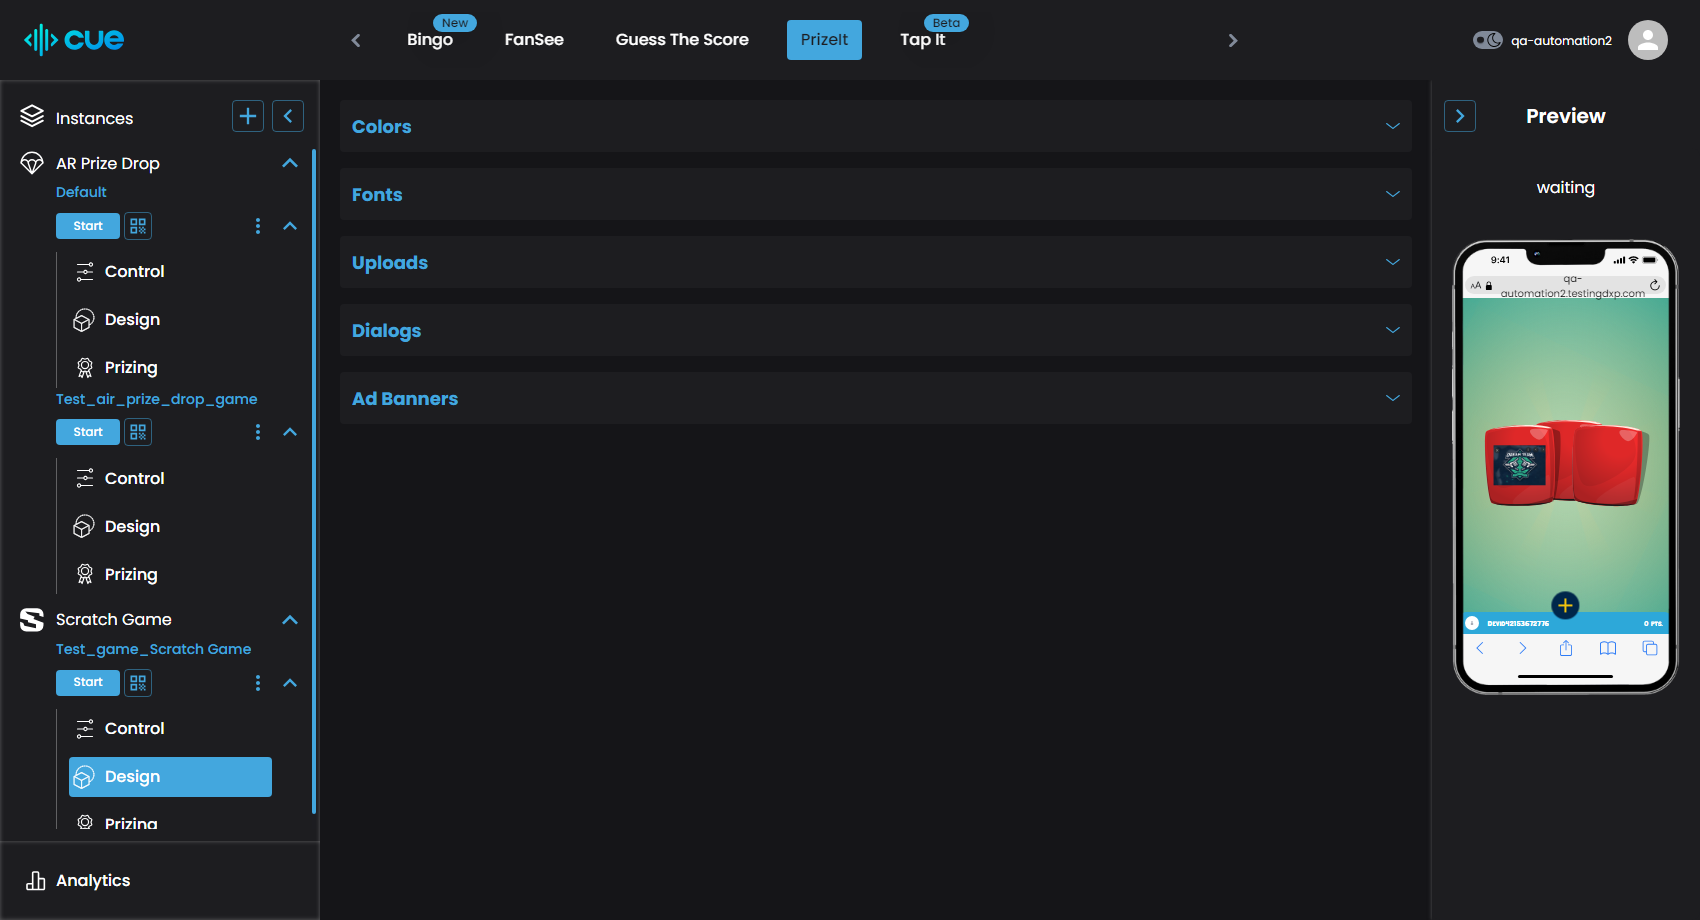 cue
New
Bingo
FanSee
Guess The Score
PrizeIt
Beta
Tap It
qa-automation2
Instances
AR Prize Drop
Default
Start
Control
Design
Prizing
Test_air_prize_drop_game
Start
Control
Design
Prizing
Scratch Game
Test_game_Scratch Game
Start
Control
Design
Prizing
Analytics
Colors
Fonts
Uploads
Dialogs
Ad Banners
Preview
waiting
9:41
AA
qa-
automation2.testingdxp.com
0 PTS.